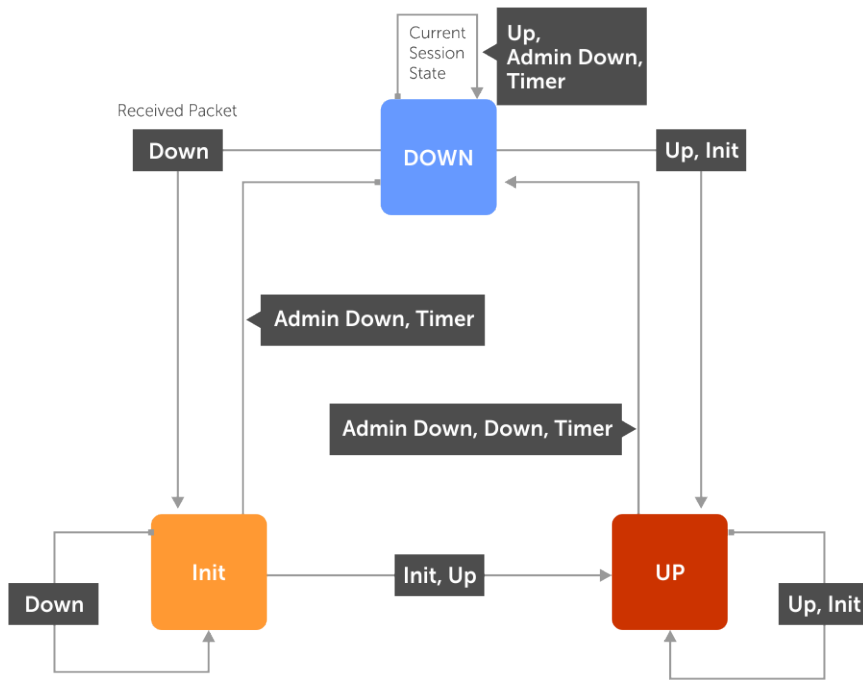 Current
Session
State
Up,
Admin Down,
Timer
Received Packet
Down
DOWN
Up, Init
Admin Down, Timer
Admin Down, Down, Timer
Init
Init, Up
UP
Down
Up, Init